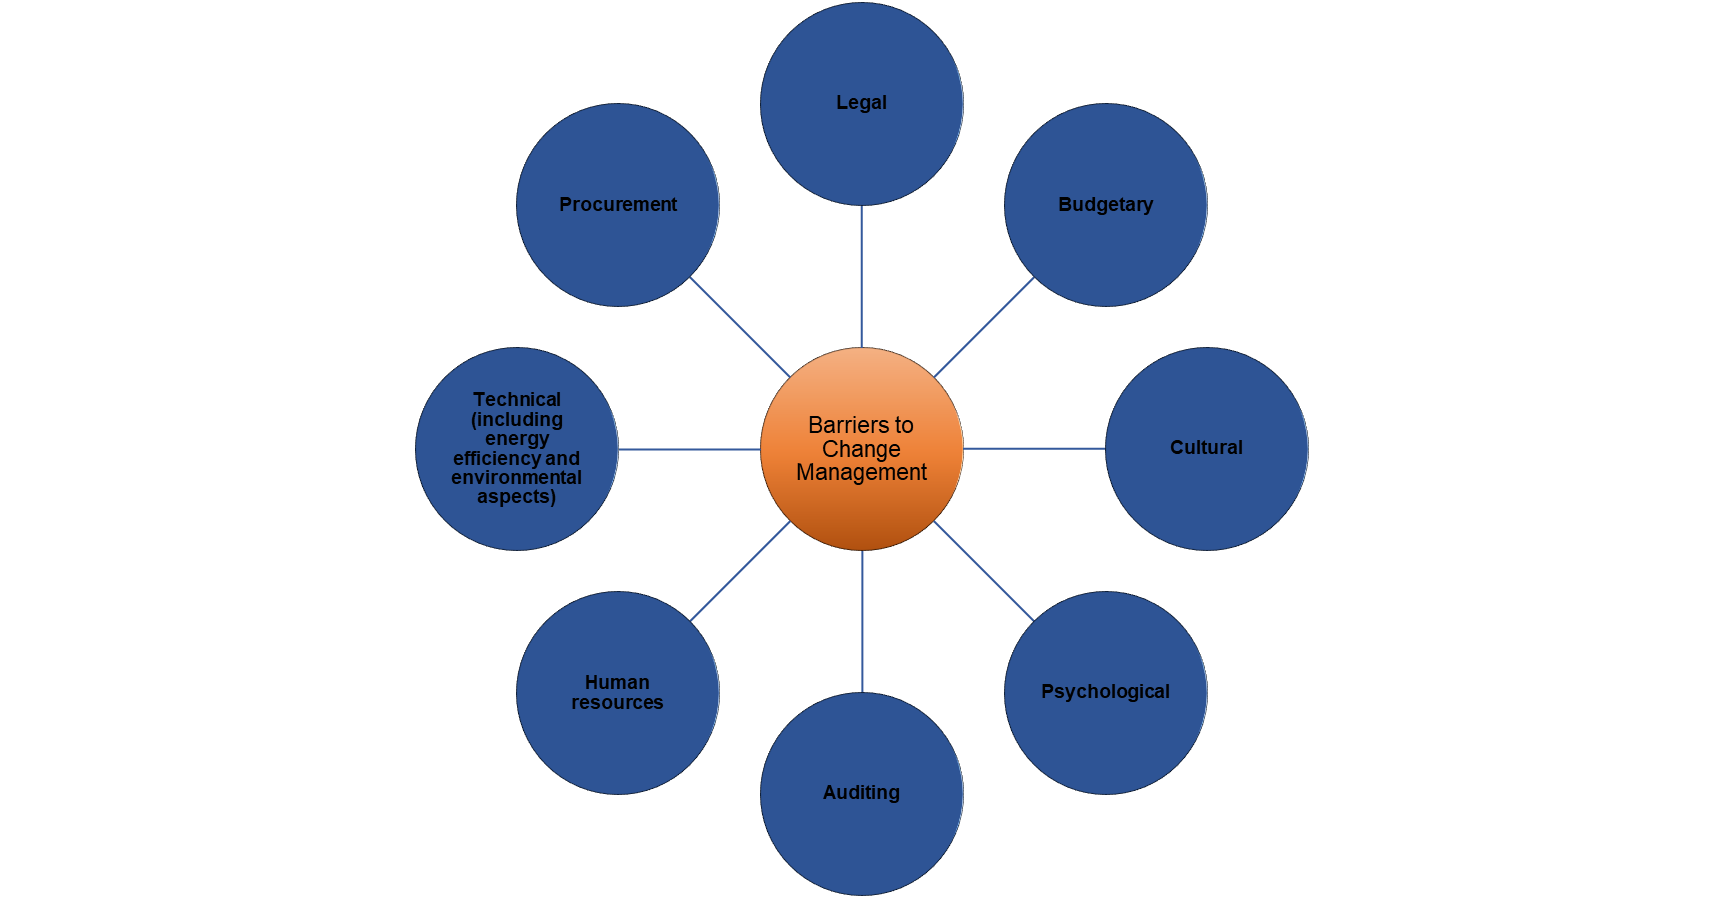 Legal
Procurement
Budgetary
Technical
(including
energy
efficiency and
environmental
aspects)
Barriers to
Change
Management
Cultural
Human
resources
Psychological
Auditing